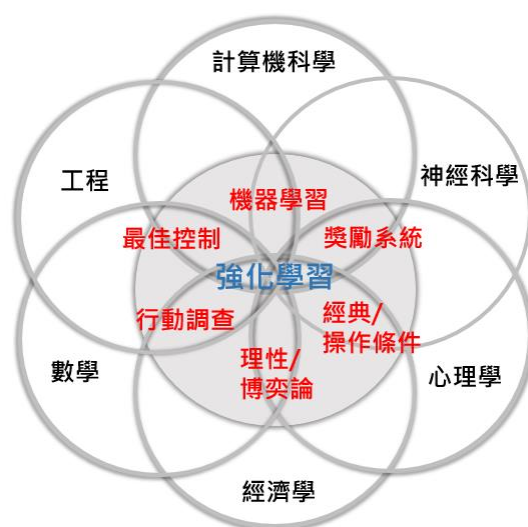 計算機科學
工程
神經科學
機器學習
最佳控制
獎勵系統
強化學習
行動調查
經典/
操作條件
理性/
博奕論
數學
心理學
經濟學